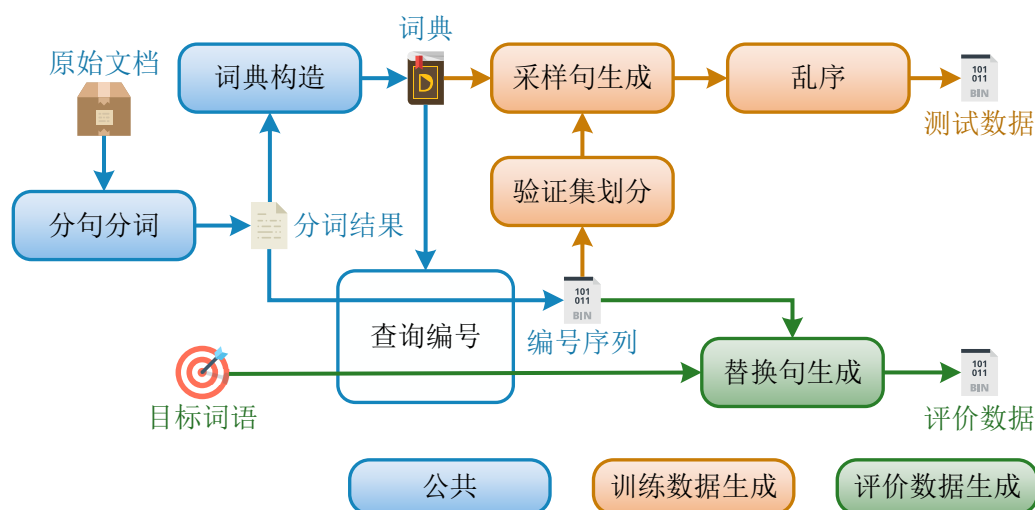 词典
原始文档
词典构造
D
采样句生成
乱序
101
011
BIN
测试数据
验证集划分
分句分词
分词结果
101
011
BIN
查询编号
编号序列
替换句生成
101
011
BIN
目标词语
评价数据
公共
训练数据生成
评价数据生成